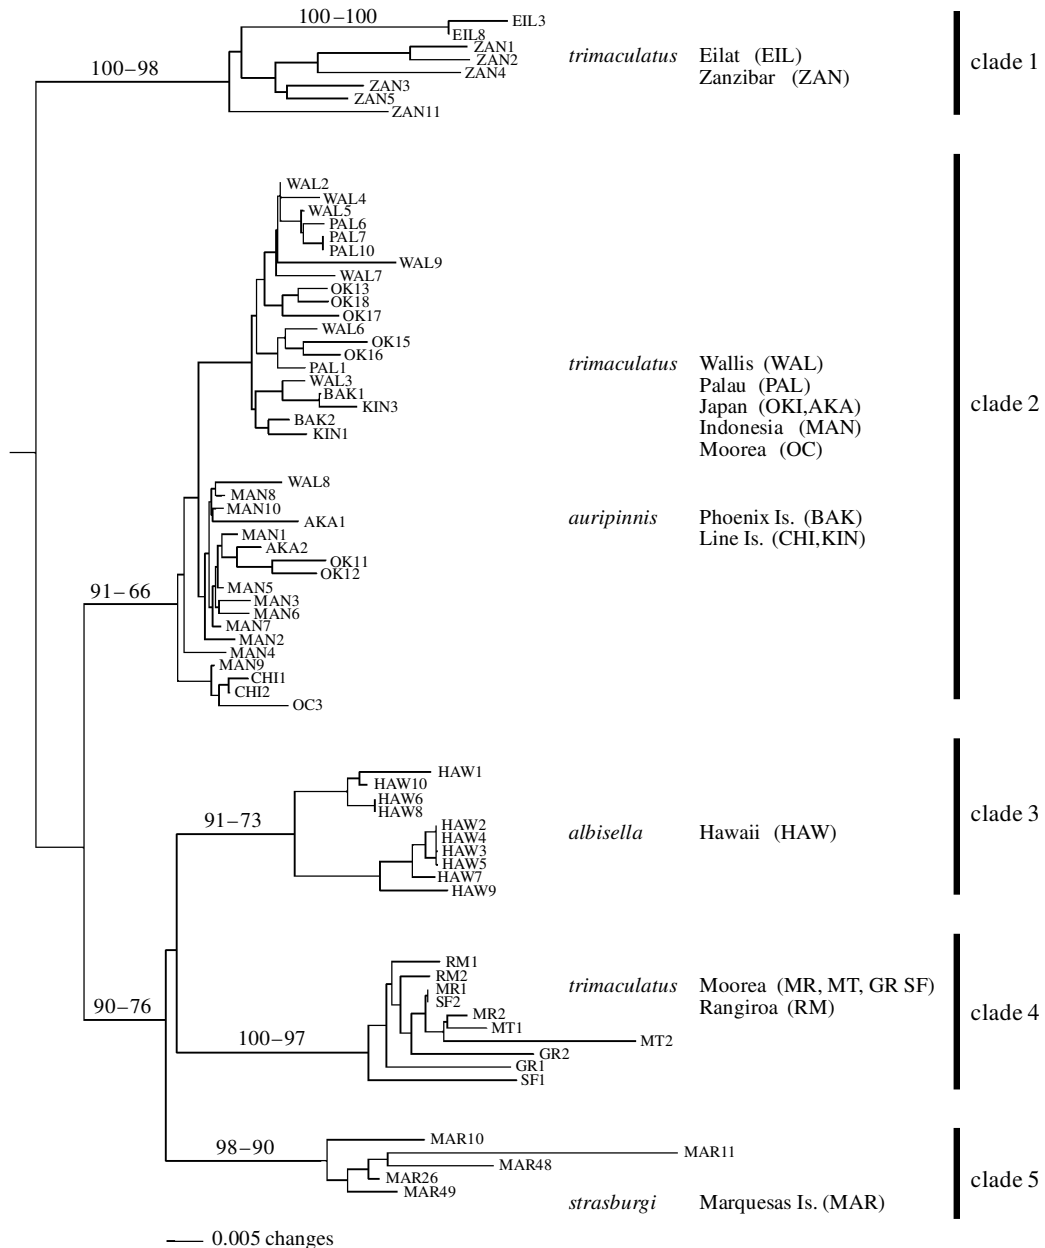 100–100
EIL3
EIL8
ZAN1
trimaculatus Eilat (EIL)
ZAN2
100–98
clade 1
ZAN4
Zanzibar (ZAN)
ZAN3
ZAN5
ZAN11
WAL2
WAL4
WAL5
PAL6
PAL7
PAL10
WAL9
WAL7
OK13
OK18
OK17
WAL6
OK15
OK16
trimaculatus Wallis (WAL)
PAL1
WAL3
Palau (PAL)
BAK1
KIN3
Japan (OKI,AKA)
clade 2
BAK2
Indonesia (MAN)
KIN1
Moorea (OC)
WAL8
MAN8
MAN10
AKA1
auripinnis Phoenix Is. (BAK)
MAN1
Line Is. (CHI,KIN)
AKA2
OK11
OK12
91–66
MAN5
MAN3
MAN6
MAN7
MAN2
MAN4
MAN9
CHI1
CHI2
OC3
HAW1
HAW10
HAW6
HAW8
91–73
HAW2
clade 3
HAW4
albisella Hawaii (HAW)
HAW3
HAW5
HAW7
HAW9
RM1
RM2
trimaculatus Moorea (MR, MT, GR SF)
MR1
SF2
Rangiroa (RM)
90–76
MR2
clade 4
MT1
100–97
MT2
GR2
GR1
SF1
98–90
MAR10
MAR11
MAR48
MAR26
clade 5
MAR49
strasburgi Marquesas Is. (MAR)
0.005 changes